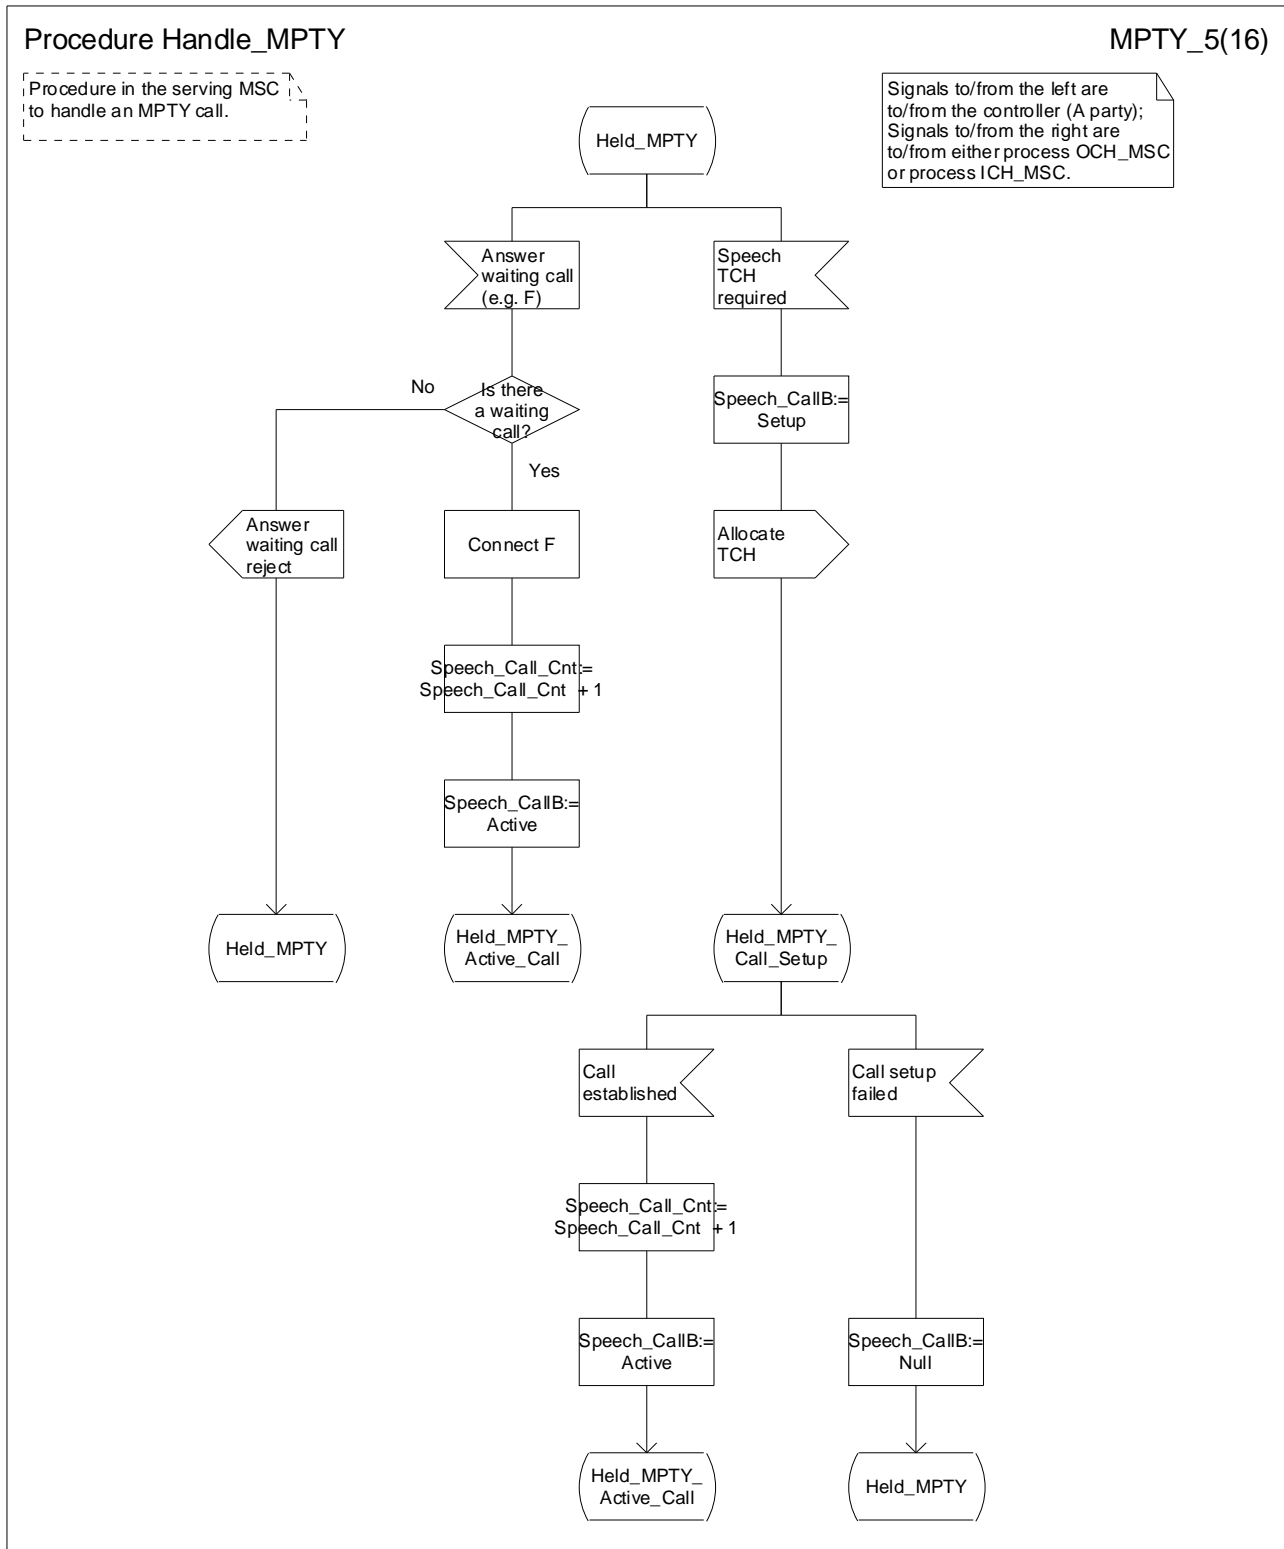 Procedure Handle_MPTY
MPTY_5(16)
Procedure in the serving MSC
to handle an MPTY call.
Signals to/from the left are
to/from the controller (A party);
Signals to/from the right are
to/from either process OCH_MSC
or process ICH_MSC.
Held_MPTY
Answer
waiting call
(e.g. F)
Speech
TCH
required
No
Is there
a waiting
call?
Yes
Speech_CallB:=
Setup
Answer
waiting call
reject
Connect F
Allocate
TCH
Speech_Call_Cnt:=
Speech_Call_Cnt + 1
Speech_CallB:=
Active
Held_MPTY
Held_MPTY_
Active_Call
Held_MPTY_
Call_Setup
Call
established
Call setup
failed
Speech_Call_Cnt:=
Speech_Call_Cnt + 1
Speech_CallB:=
Active
Speech_CallB:=
Null
Held_MPTY_
Active_Call
Held_MPTY